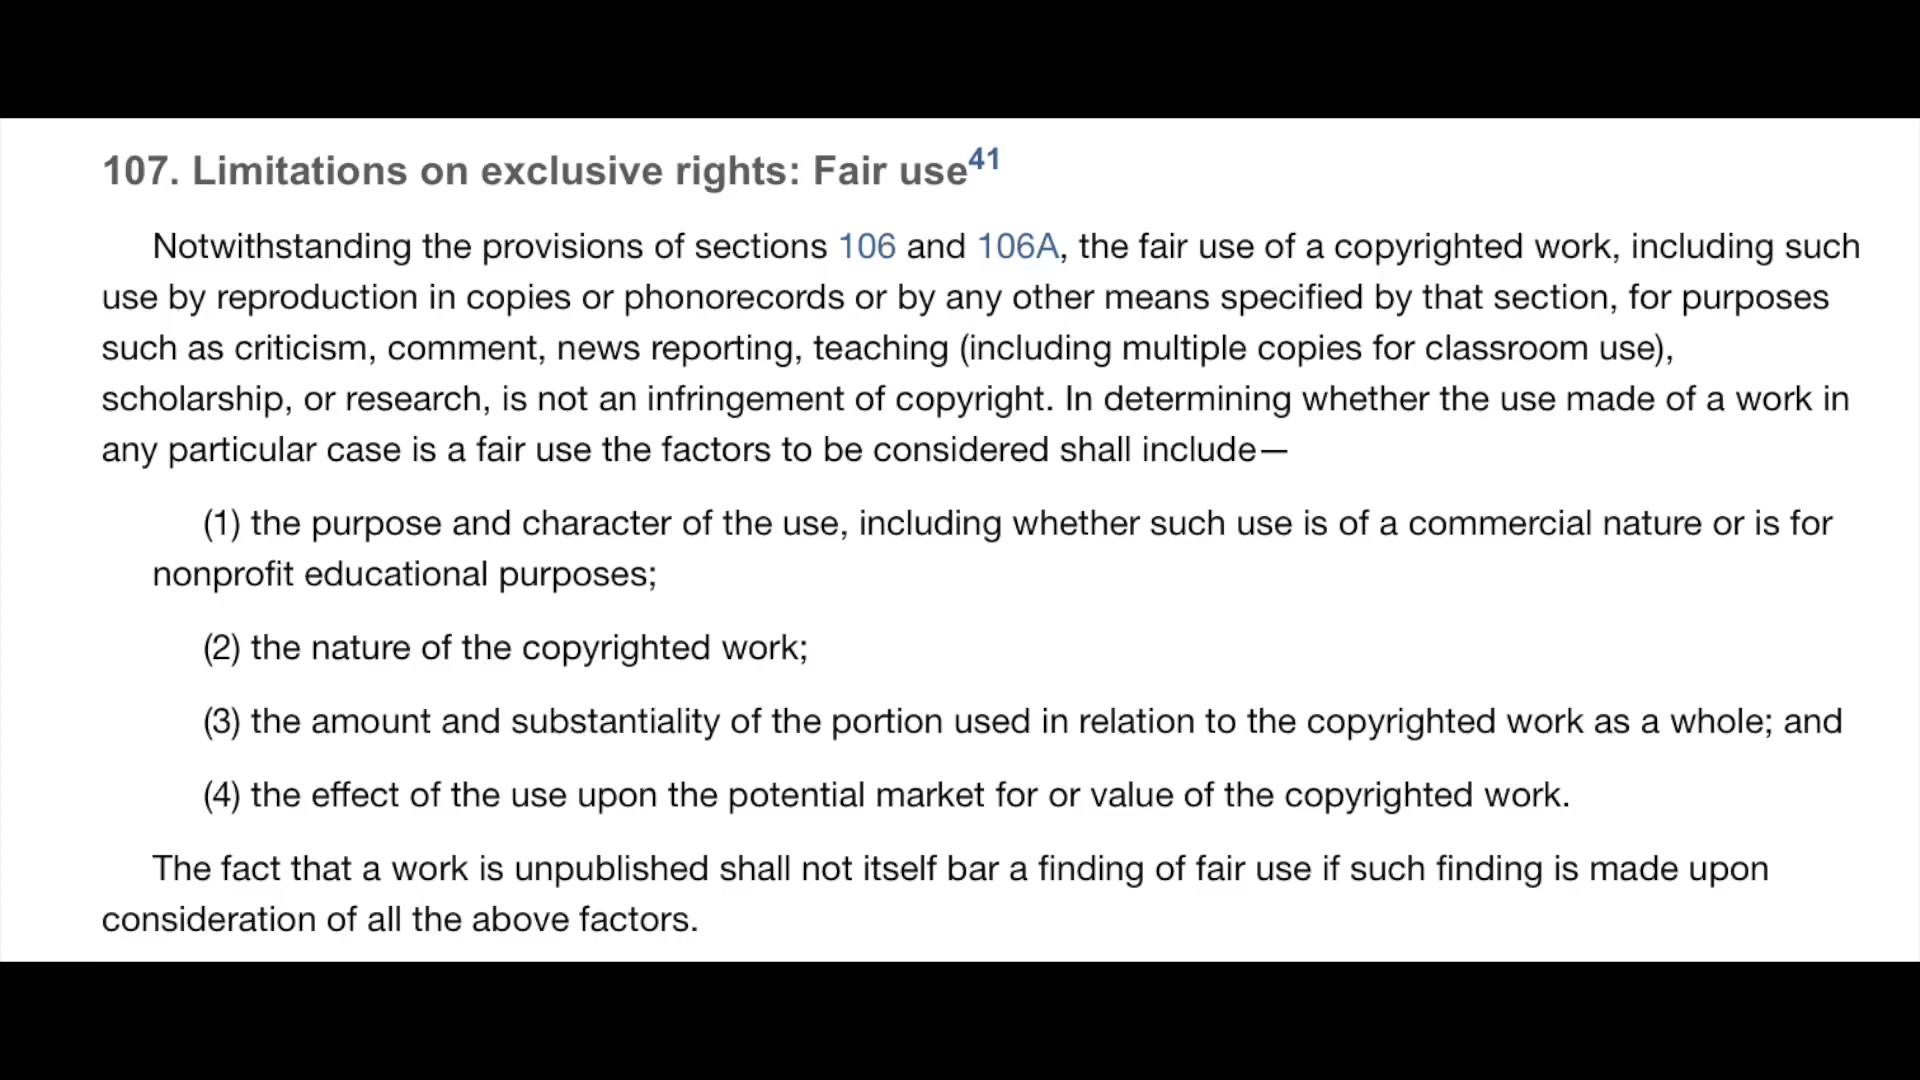 107. Limitations on exclusive rights: Fair use41
Notwithstanding the provisions of sections 106 and 106A, the fair use of a copyrighted work, including such
use by reproduction in copies or phonorecords or by any other means specified by that section, for purposes
such as criticism, comment, news reporting, teaching (including multiple copies for classroom use),
scholarship, or research, is not an infringement of copyright. In determining whether the use made of a work in
any particular case is a fair use the factors to be considered shall include—
(1) the purpose and character of the use, including whether such use is of a commercial nature or is for
nonprofit educational purposes;
(2) the nature of the copyrighted work;
(3) the amount and substantiality of the portion used in relation to the copyrighted work as a whole; and
(4) the effect of the use upon the potential market for or value of the copyrighted work.
The fact that a work is unpublished shall not itself bar a finding of fair use if such finding is made upon
consideration of all the above factors.